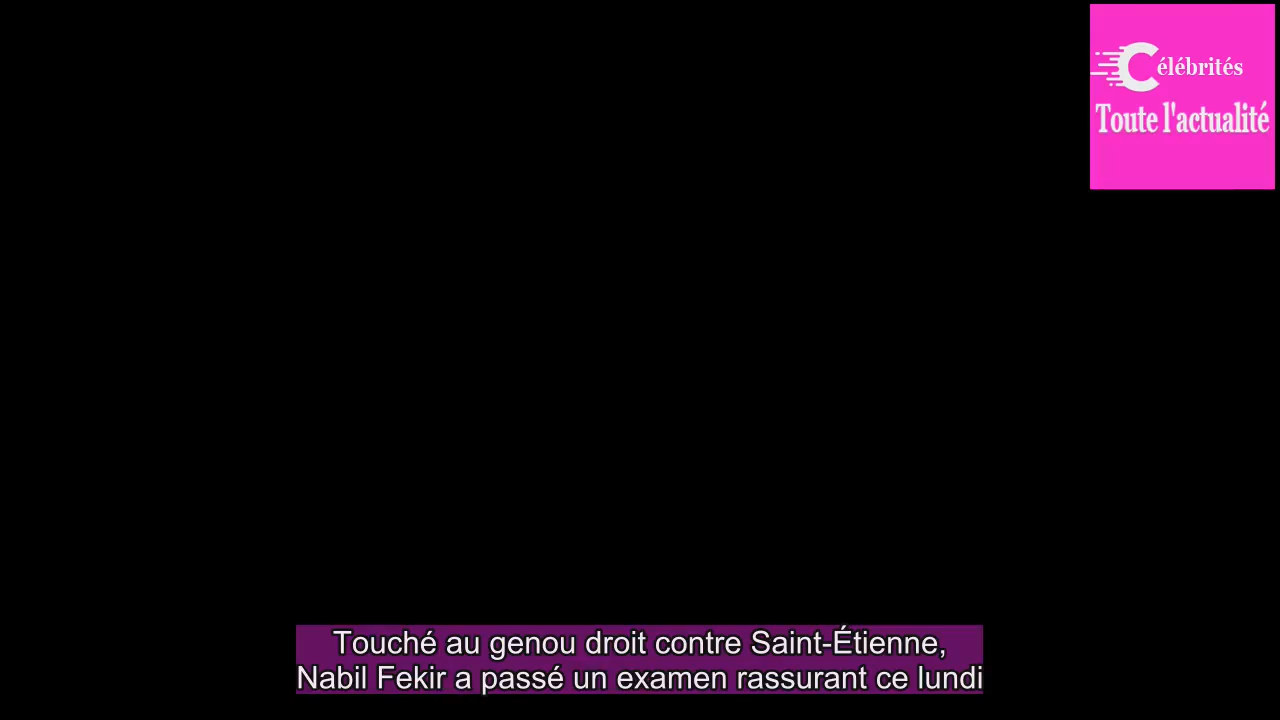 Célébrités
Toute l'actualité
Touché au genou droit contre Saint-Étienne,
Nabil Fekir a passé un examen rassurant ce lundi